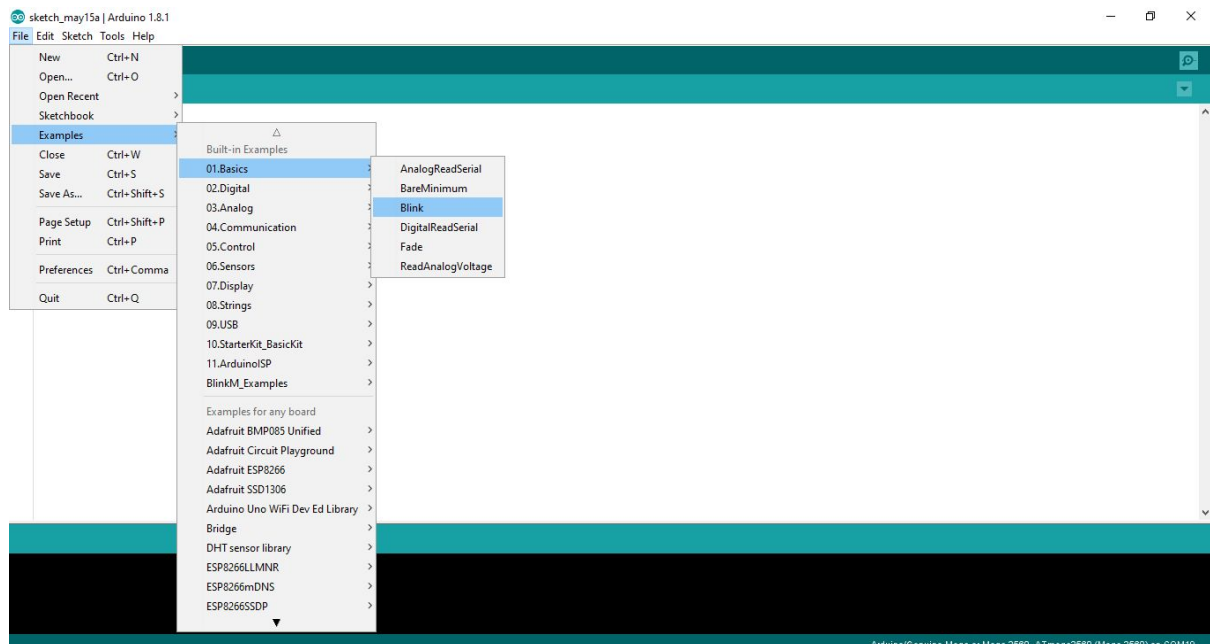 sketch_may15a | Arduino 1.8.1
File Edit Sketch Tools Help
New Ctrl+N
Open... Ctrl+O
Open Recent
Sketchbook
Examples
Close Ctrl+W
Save Ctrl+S
Save As... Ctrl+Shift+S
Page Setup Ctrl+Shift+P
Print Ctrl+P
Preferences Ctrl+Comma
Quit Ctrl+Q
Built-in Examples
01.Basics
02.Digital
03.Analog
04.Communication
05.Control
06.Sensors
07.Display
08.Strings
09.USB
10.StarterKit_BasicKit
11.ArduinoISP
BlinkM_Examples
Examples for any board
Adafruit BMP085 Unified
Adafruit Circuit Playground
Adafruit ESP8266
Adafruit SSD1306
Arduino Uno WiFi Dev Ed Library
Bridge
DHT sensor library
ESP8266LLMNR
ESP8266mDNS
ESP8266SSDP
AnalogReadSerial
BareMinimum
Blink
DigitalReadSerial
Fade
ReadAnalogVoltage